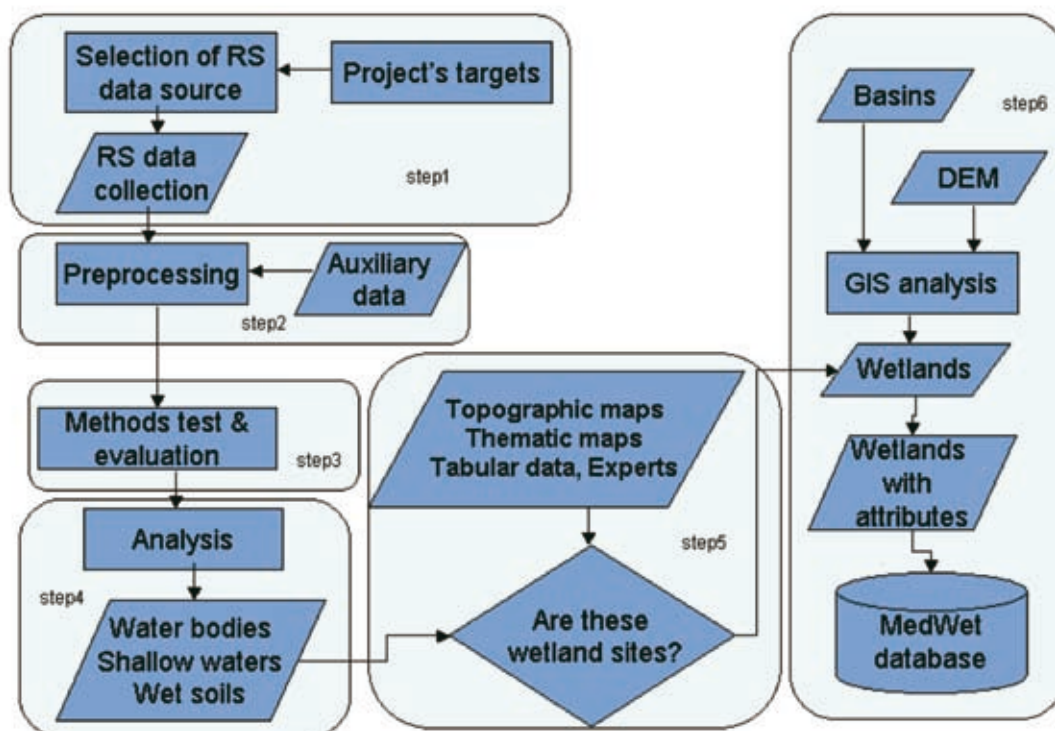 Selection of RS
data source
Project's targets
RS data
collection
step1
Preprocessing
Auxiliary
data
step2
Methods test &
evaluation
step3
Analysis
step4
Water bodies
Shallow waters
Wet soils
Topographic maps
Thematic maps
Tabular data, Experts
step5
Are these
wetland sites?
Basins
step6
DEM
GIS analysis
Wetlands
Wetlands
with
attributes
MedWet
database